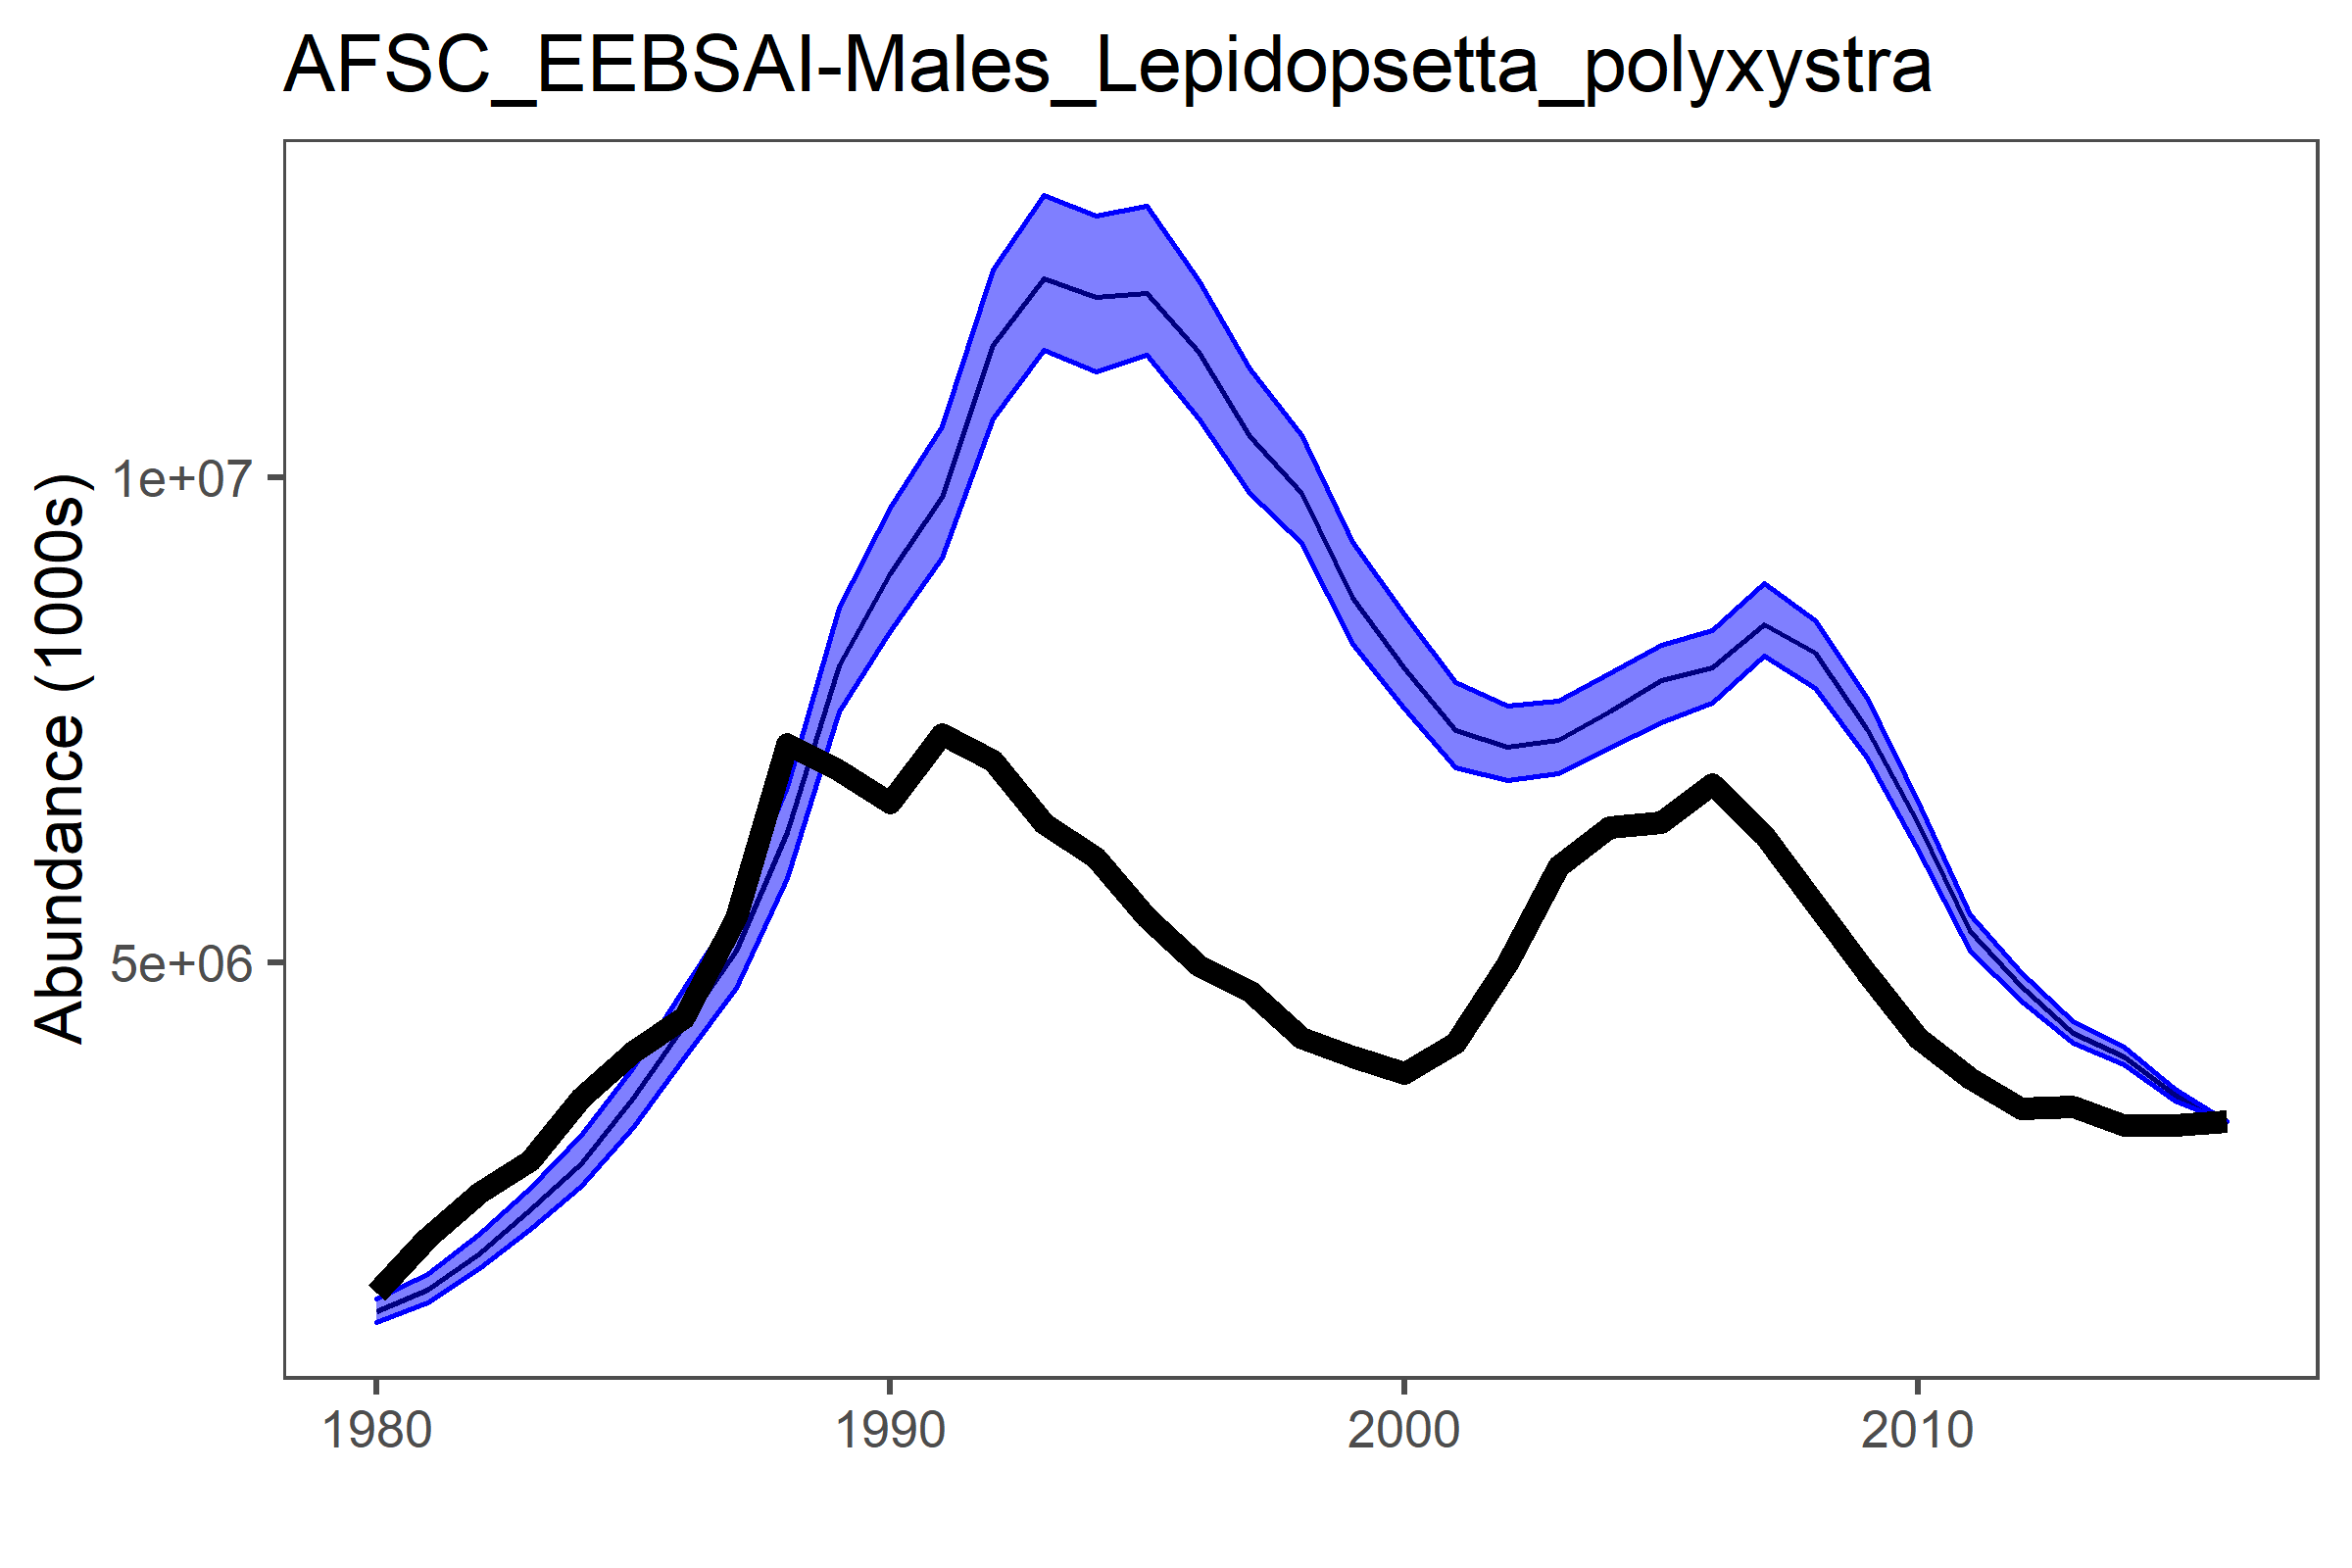 AFSC_EEBSAI-Males_Lepidopsetta_polyxystra
Abundance (1000s)
1e+07
5e+06
1980
1990
2000
2010